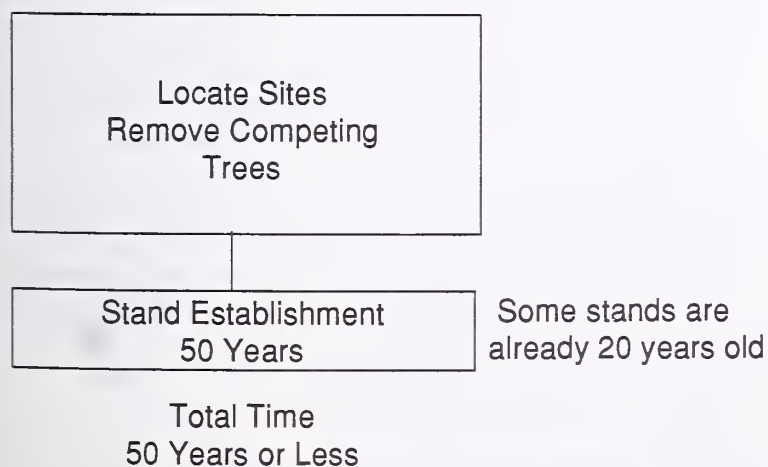 Locate Sites
Remove Competing
Trees
Stand Establishment
50 Years
Some stands are
already 20 years old
Total Time
50 Years or Less